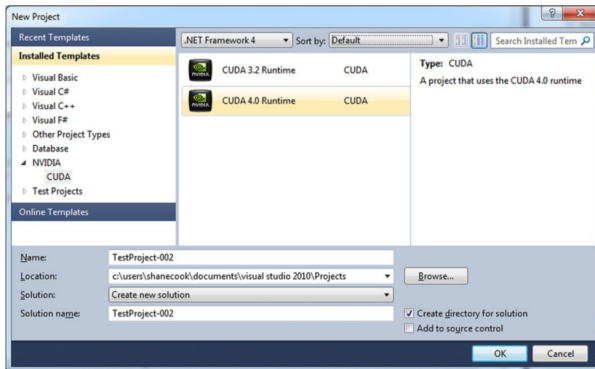 New Project
Recent Templates
.NET Framework 4 Sort by: Default Search Installed Tem
Installed Templates
Visual Basic
Visual C#
Visual C++
Visual F#
Other Project Types
Database
NVIDIA
CUDA
Test Projects
Online Templates
NVIDIA CUDA 3.2 Runtime CUDA
NVIDIA CUDA 4.0 Runtime CUDA
Type: CUDA
A project that uses the CUDA 4.0 runtime
Name: TestProject-002
Location: c:\users\shanecook\documents\visual studio 2010\Projects Browse...
Solution: Create new solution
Solution name: TestProject-002
Create directory for solution
Add to source control
OK Cancel